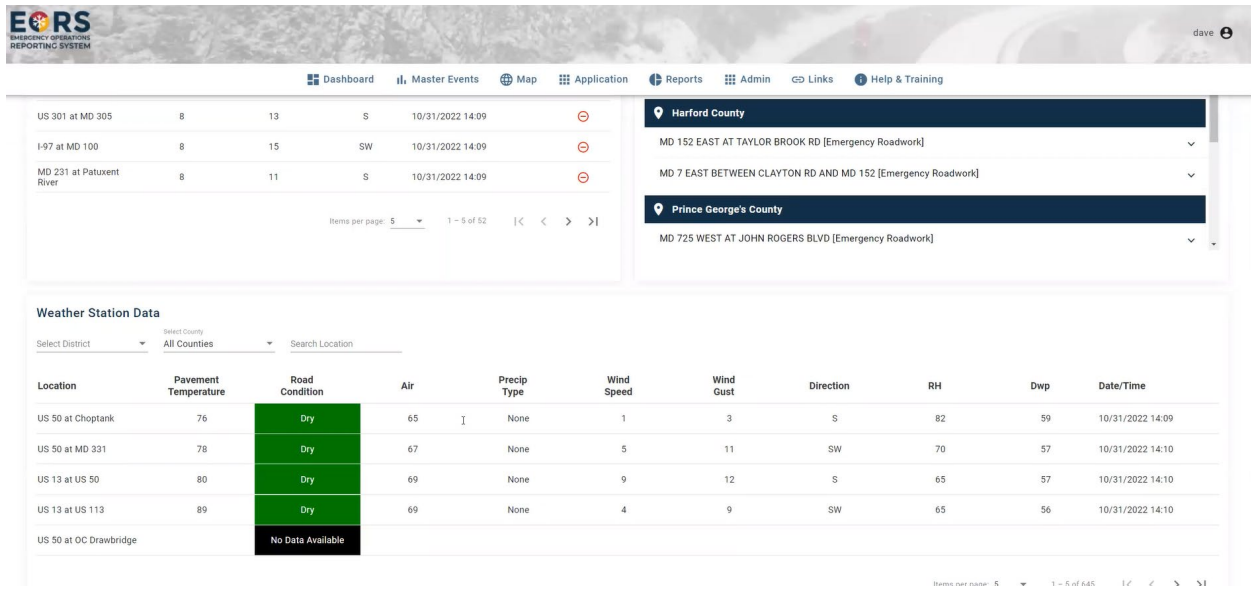 EORS
EMERGENCY OPERATIONS
REPORTING SYSTEM
dave
Dashboard Master Events Map Application Reports Admin Links Help & Training
US 301 at MD 305 8 13 S 10/31/2022 14:09
I-97 at MD 100 8 15 SW 10/31/2022 14:09
MD 231 at Patuxent
River 8 11 S 10/31/2022 14:09
Items per page: 5 1 – 5 of 52
Harford County
MD 152 EAST AT TAYLOR BROOK RD [Emergency Roadwork]
MD 7 EAST BETWEEN CLAYTON RD AND MD 152 [Emergency Roadwork]
Prince George's County
MD 725 WEST AT JOHN ROGERS BLVD [Emergency Roadwork]
Weather Station Data
Select County
Select District All Counties Search Location
Location Pavement Temperature Road Condition Air Precip Type Wind Speed Wind Gust Direction RH Dwp Date/Time
US 50 at Choptank 76 Dry 65 None 1 3 S 82 59 10/31/2022 14:09
US 50 at MD 331 78 Dry 67 None 5 11 SW 70 57 10/31/2022 14:10
US 13 at US 50 80 Dry 69 None 9 12 S 65 57 10/31/2022 14:10
US 13 at US 113 89 Dry 69 None 4 9 SW 65 56 10/31/2022 14:10
US 50 at OC Drawbridge No Data Available
Items per page: 5 1 – 5 of 645